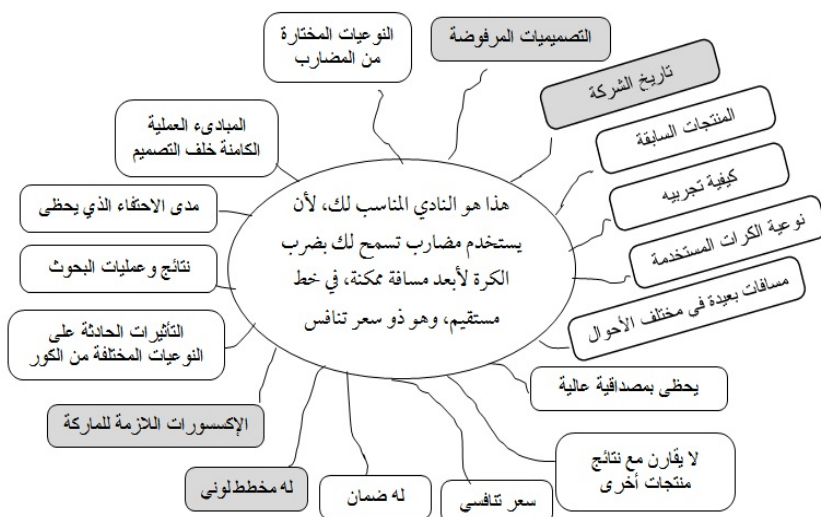 التصميميات المرفوضة
النوعيات المختارة
من المضارب
تاريخ الشركة
المنتجات السابقة
كيفية تجربيه
نوعية الكرات المستخدمة
مسافات بعيدة في مختلف الأحوال
المبادىء العملية
الكامنة خلف التصميم
مدى الاحتفاء الذي يحظى
نتائج وعمليات البحوث
التأثيرات الحادثة على
النوعيات المختلفة من الكور
الإكسسورات اللازمة للماركة
له مخطط لوني
له ضمان
سعر تنافسي
لا يقارن مع نتائج
منتجات أخرى
يحظى بمصداقية عالية
هذا هو النادي المناسب لك، لأن
يستخدم مضارب تسمح لك بضرب
الكرة لأبعد مسافة ممكنة، في خط
مستقيم، وهو ذو سعر تنافس